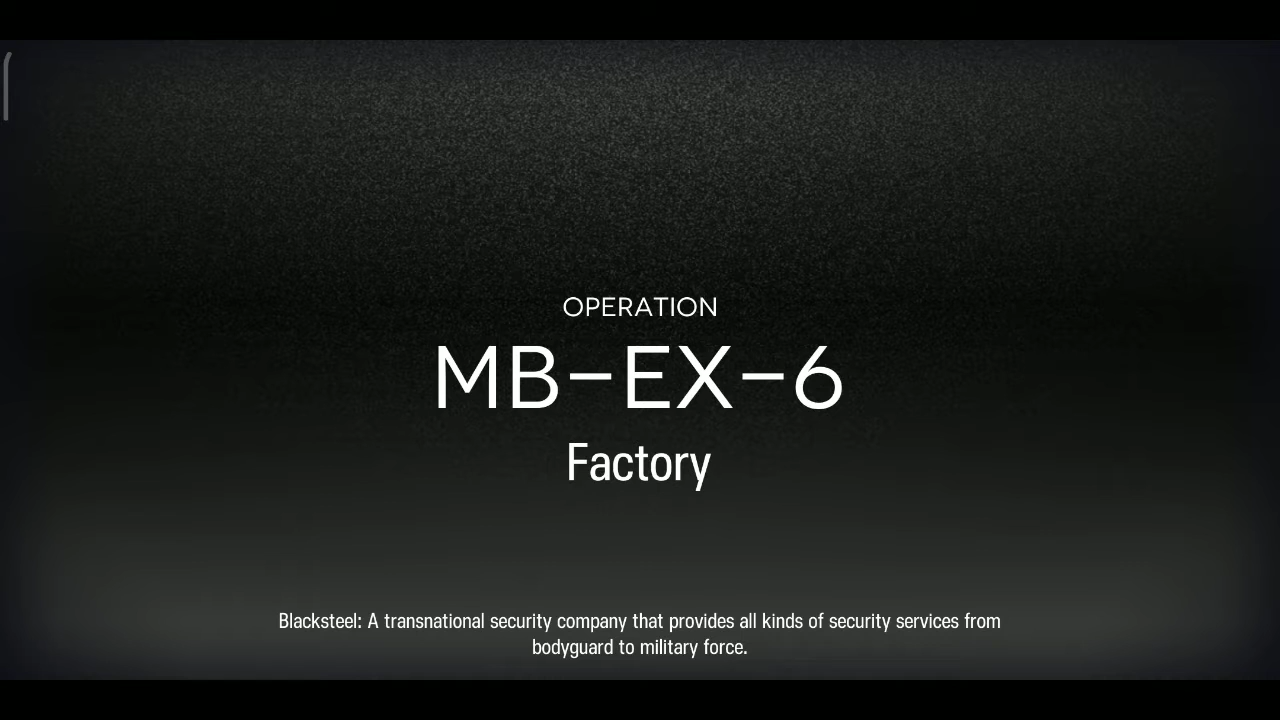 OPERATION
MB-EX-6
Factory
Blacksteel: A transnational security company that provides all kinds of security services from
bodyguard to military force.